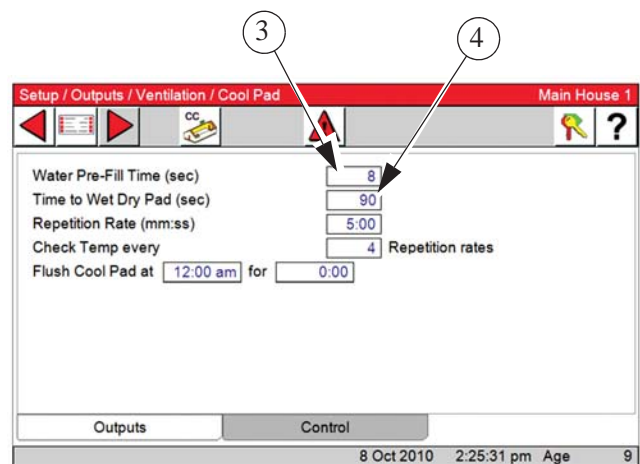 3 4
Setup / Outputs / Ventilation / Cool Pad Main House 1
CC ?
Water Pre-Fill Time (sec) 8
Time to Wet Dry Pad (sec) 90
Repetition Rate (mm:ss) 5:00
Check Temp every 4 Repetition rates
Flush Cool Pad at 12:00 am for 0:00
Outputs Control
8 Oct 2010 2:25:31 pm Age 9